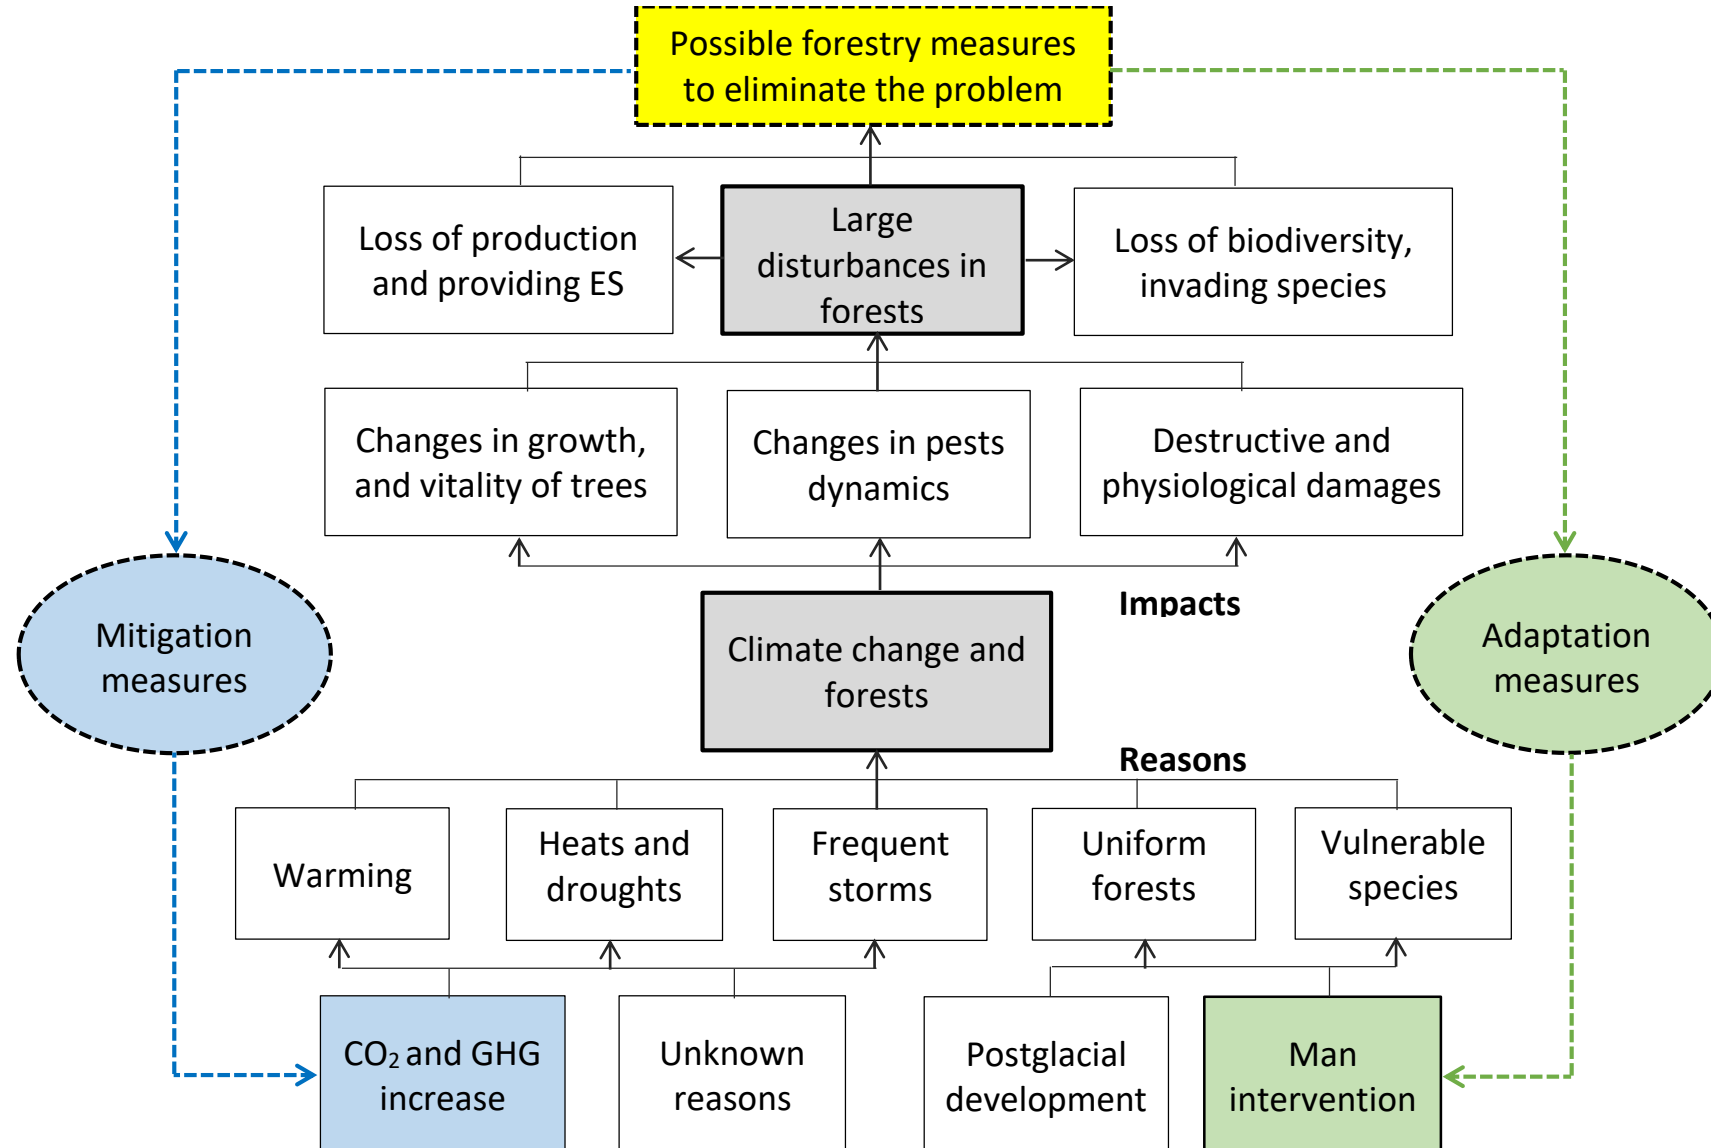 Possible forestry measures
to eliminate the problem
Loss of production
and providing ES
Large
disturbances in
forests
Loss of biodiversity,
invading species
Changes in growth,
and vitality of trees
Changes in pests
dynamics
Destructive and
physiological damages
Impacts
Mitigation
measures
Climate change and
forests
Adaptation
measures
Reasons
Warming
Heats and
droughts
Frequent
storms
Uniform
forests
Vulnerable
species
CO₂ and GHG
increase
Unknown
reasons
Postglacial
development
Man
intervention